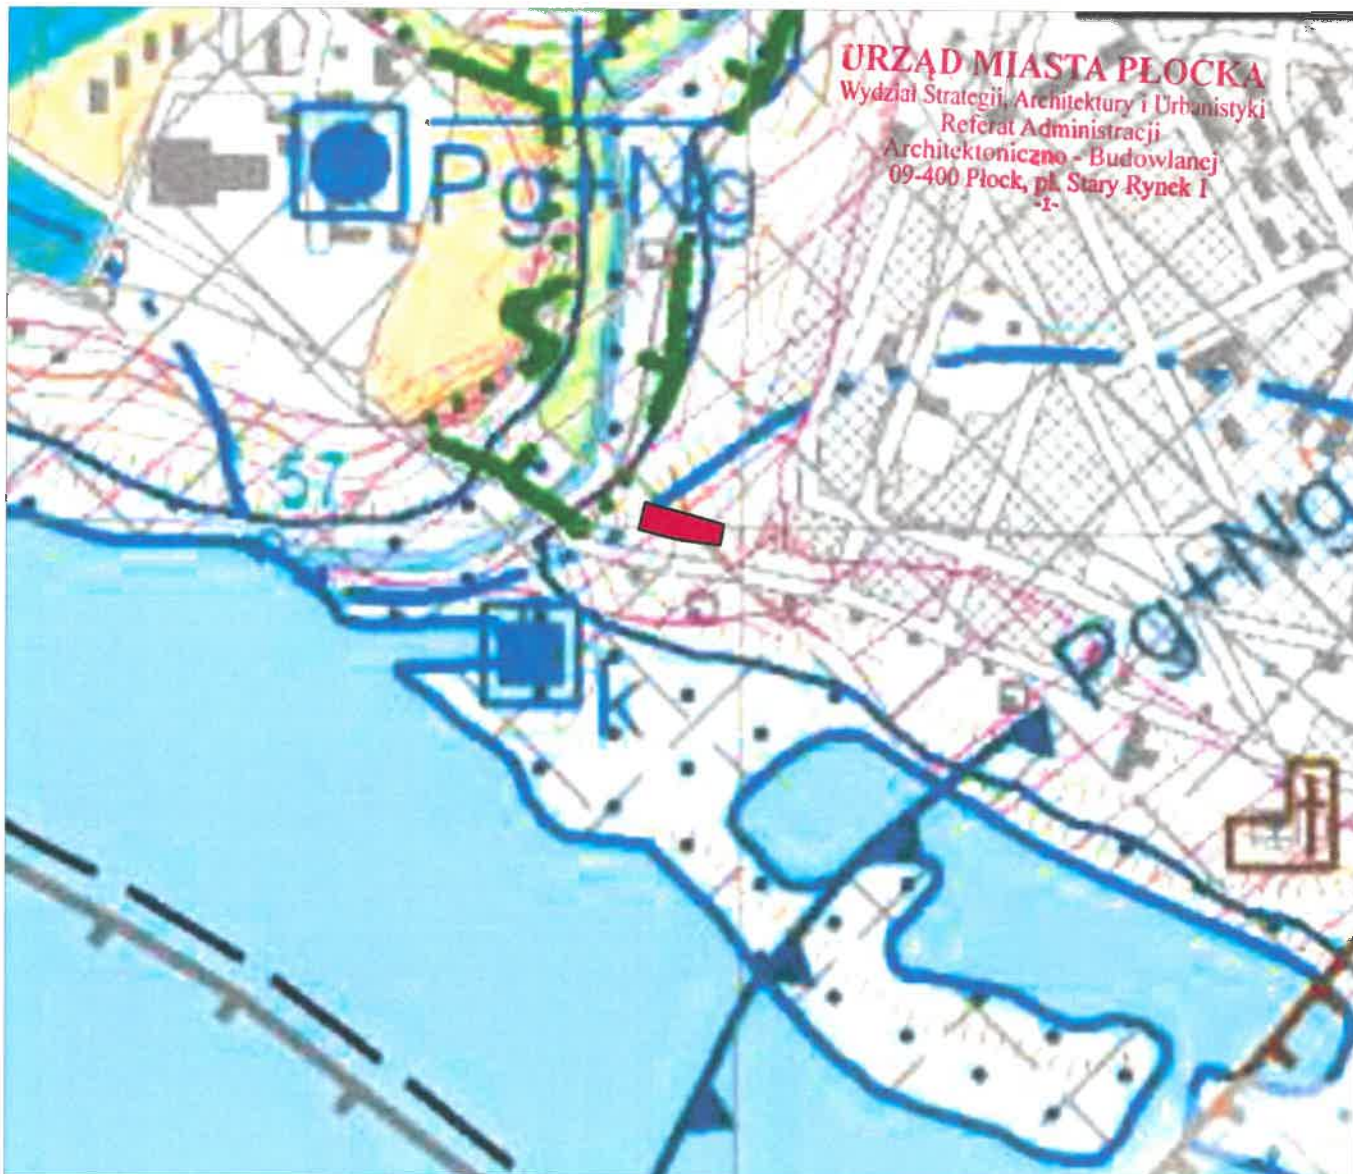 URZĄD MIASTA PŁOCKA
Wydział Strategii, Architektury i Urbanistyki
Referat Administracji
Architektoniczno - Budowlanej
09-400 Płock, pl. Stary Rynek 1
-1-
k
Pg+Ng
57
Pg+Ng
k